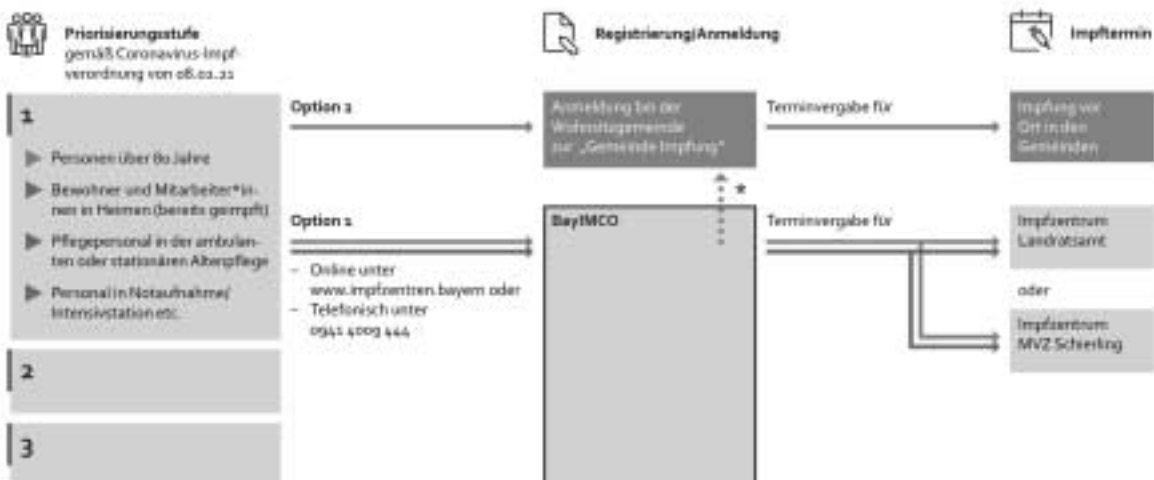 Priorisierungsstufe
gemäß Coronavirus-Impf-
verordnung von 08.02.21
Registrierung/Anmeldung
Impftermin
1
Personen über 80 Jahre
Bewohner und Mitarbeiter*in-
nen in Heimen (bereits geimpft)
Pflegepersonal in der ambulan-
ten oder stationären Altenpflege
Personal in Notaufnahme/
Intensivstation etc.
2
3
Option 2
Anmeldung bei der
Wohnsitzgemeinde
zur „Gemeinde Impfung“
Terminvergabe für
Impfung vor
Ort in den
Gemeinden
*
Option 1
– Online unter
www.impfzentren.bayern oder
– Telefonisch unter
0941 4009 444
BayIMCO
Terminvergabe für
Impfzentrum
Landratsamt
oder
Impfzentrum
MVZ Schierling